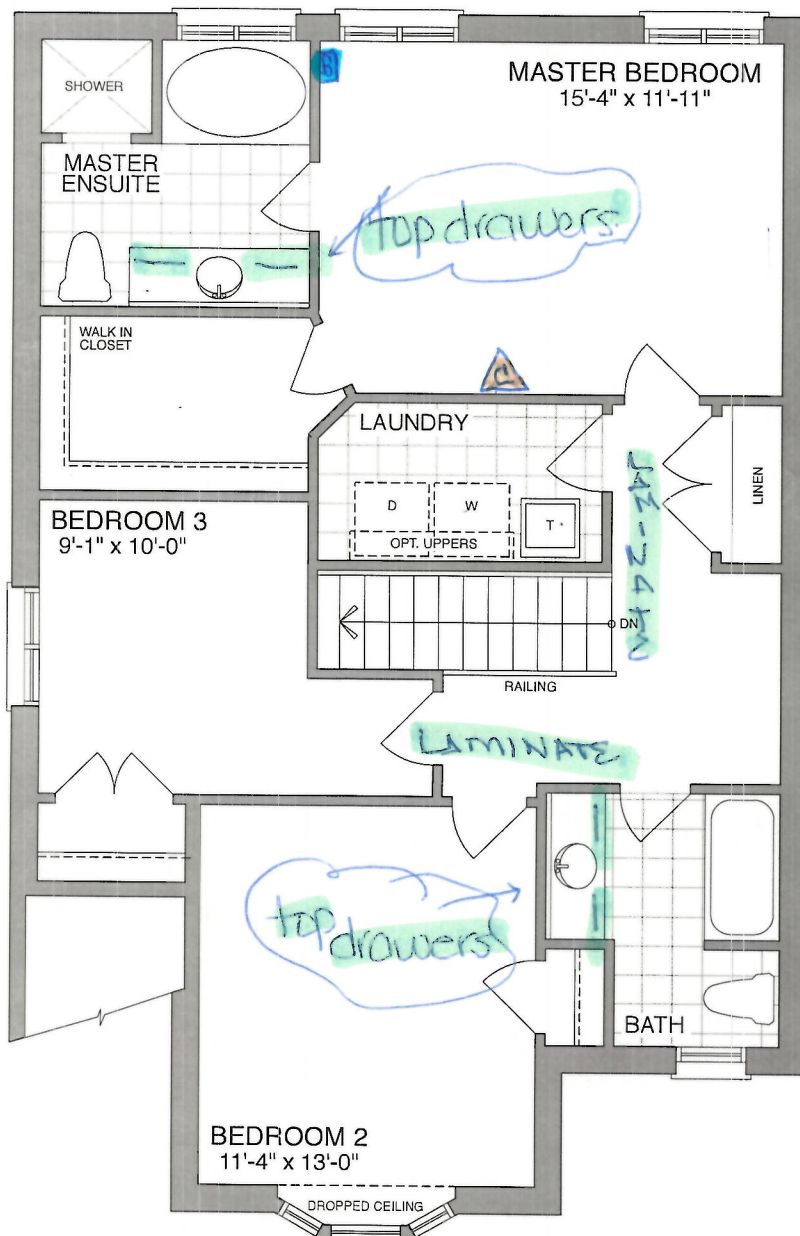 SHOWER
MASTER BEDROOM
15'-4" x 11'-11"
MASTER
ENSUITE
top drawers
WALK IN
CLOSET
C
LAUNDRY
D
W
T
OPT. UPPERS
LINEN
BEDROOM 3
9'-1" x 10'-0"
DN
RAILING
LAMINATE
top
drawers
BATH
BEDROOM 2
11'-4" x 13'-0"
DROPPED CEILING